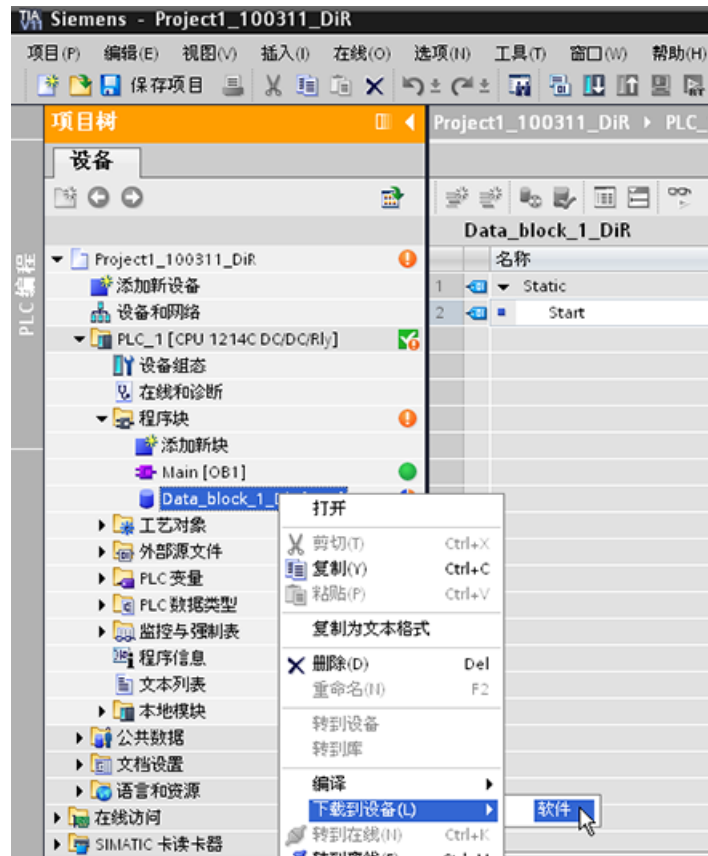 Siemens - Project1_100311_DiR
项目(P) 编辑(E) 视图(V) 插入(I) 在线(O) 选项(N) 工具(T) 窗口(W) 帮助(H)
保存项目
项目树
Project1_100311_DiR PLC_
设备
Data_block_1_DiR
名称
PLC 编程
Project1_100311_DiR
添加新设备
1 Static
设备和网络
2 Start
PLC_1 [CPU 1214C DC/DC/Rly]
设备组态
在线和诊断
程序块
添加新块
Main [OB1]
Data_block_1_
工艺对象
外部源文件
PLC 变量
PLC 数据类型
监控与强制表
程序信息
文本列表
本地模块
公共数据
文档设置
语言和资源
在线访问
SIMATIC 卡读卡器
打开
剪切(T) Ctrl+X
复制(Y) Ctrl+C
粘贴(P) Ctrl+V
复制为文本格式
删除(D) Del
重命名(N) F2
转到设备
转到库
编译
下载到设备(L)
软件
转到在线(N) Ctrl+K